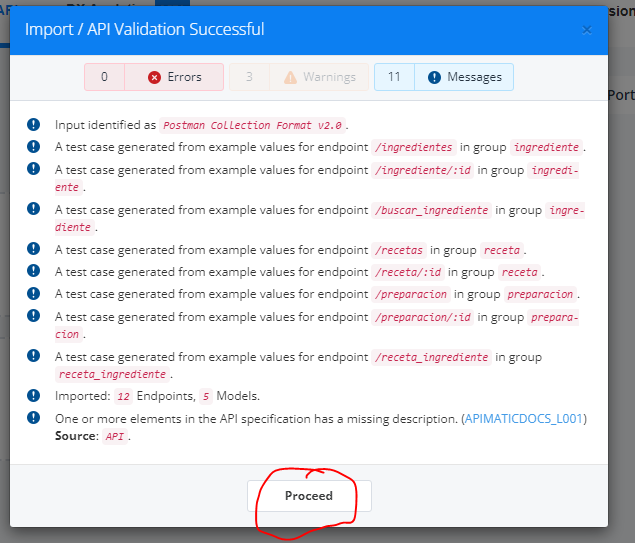 Import / API Validation Successful ×
0 Errors 3 Warnings 11 Messages
Input identified as Postman Collection Format v2.0 .
A test case generated from example values for endpoint /ingredientes in group ingrediente .
A test case generated from example values for endpoint /ingrediente/:id in group ingredi-
ente .
A test case generated from example values for endpoint /buscar_ingrediente in group ingre-
diente .
A test case generated from example values for endpoint /recetas in group receta .
A test case generated from example values for endpoint /receta/:id in group receta .
A test case generated from example values for endpoint /preparacion in group preparacion .
A test case generated from example values for endpoint /preparacion/:id in group prepara-
cion .
A test case generated from example values for endpoint /receta_ingrediente in group
receta_ingrediente .
Imported: 12 Endpoints, 5 Models.
One or more elements in the API specification has a missing description. (APIMATICDOCS_L001)
Source: API .
Proceed
sion
Port